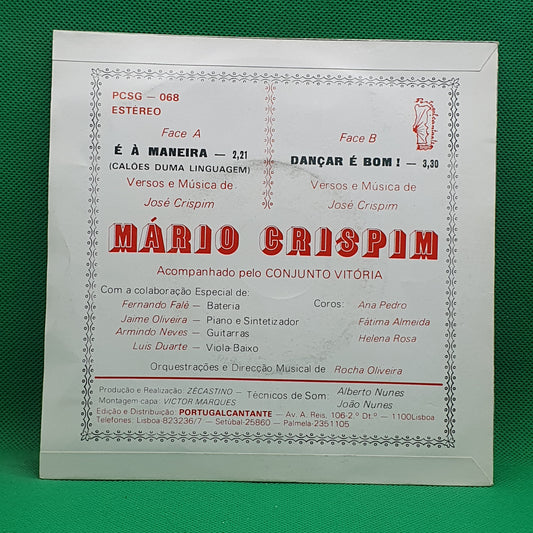 PCSG — 068
ESTÉREO
Face A
É À MANEIRA — 2,21
(CALÕES DUMA LINGUAGEM)
Versos e Música de
José Crispim
Face B
DANÇAR É BOM! — 3,30
Versos e Música de
José Crispim
MÁRIO CRISPIM
Acompanhado pelo CONJUNTO VITÓRIA
Com a colaboração Especial de:
Fernando Falé — Bateria
Jaime Oliveira — Piano e Sintetizador
Armindo Neves — Guitarras
Luis Duarte — Viola-Baixo
Coros: Ana Pedro
Fátima Almeida
Helena Rosa
Orquestrações e Direcção Musical de Rocha Oliveira
Produção e Realização: ZÉCASTINO — Técnicos de Som: Alberto Nunes
Montagem capa: VICTOR MARQUES João Nunes
Edição e Distribuição: PORTUGALCANTANTE — Av. A. Reis, 106-2.º Dt.º — 1100Lisboa
Telefones: Lisboa-823236/7 — Setúbal-25860 — Palmela-2351105